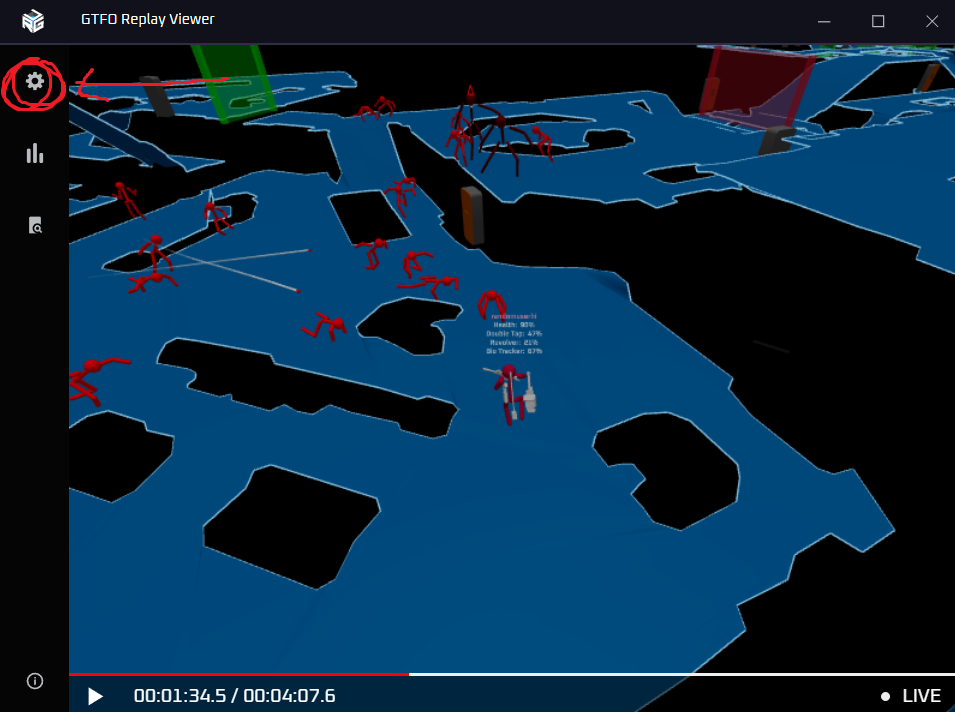 GTFO Replay Viewer
Health: 90%
Double Tap: 47%
Revolver: 21%
Bio Tracker: 67%
00:01:34.5 / 00:04:07.6
LIVE